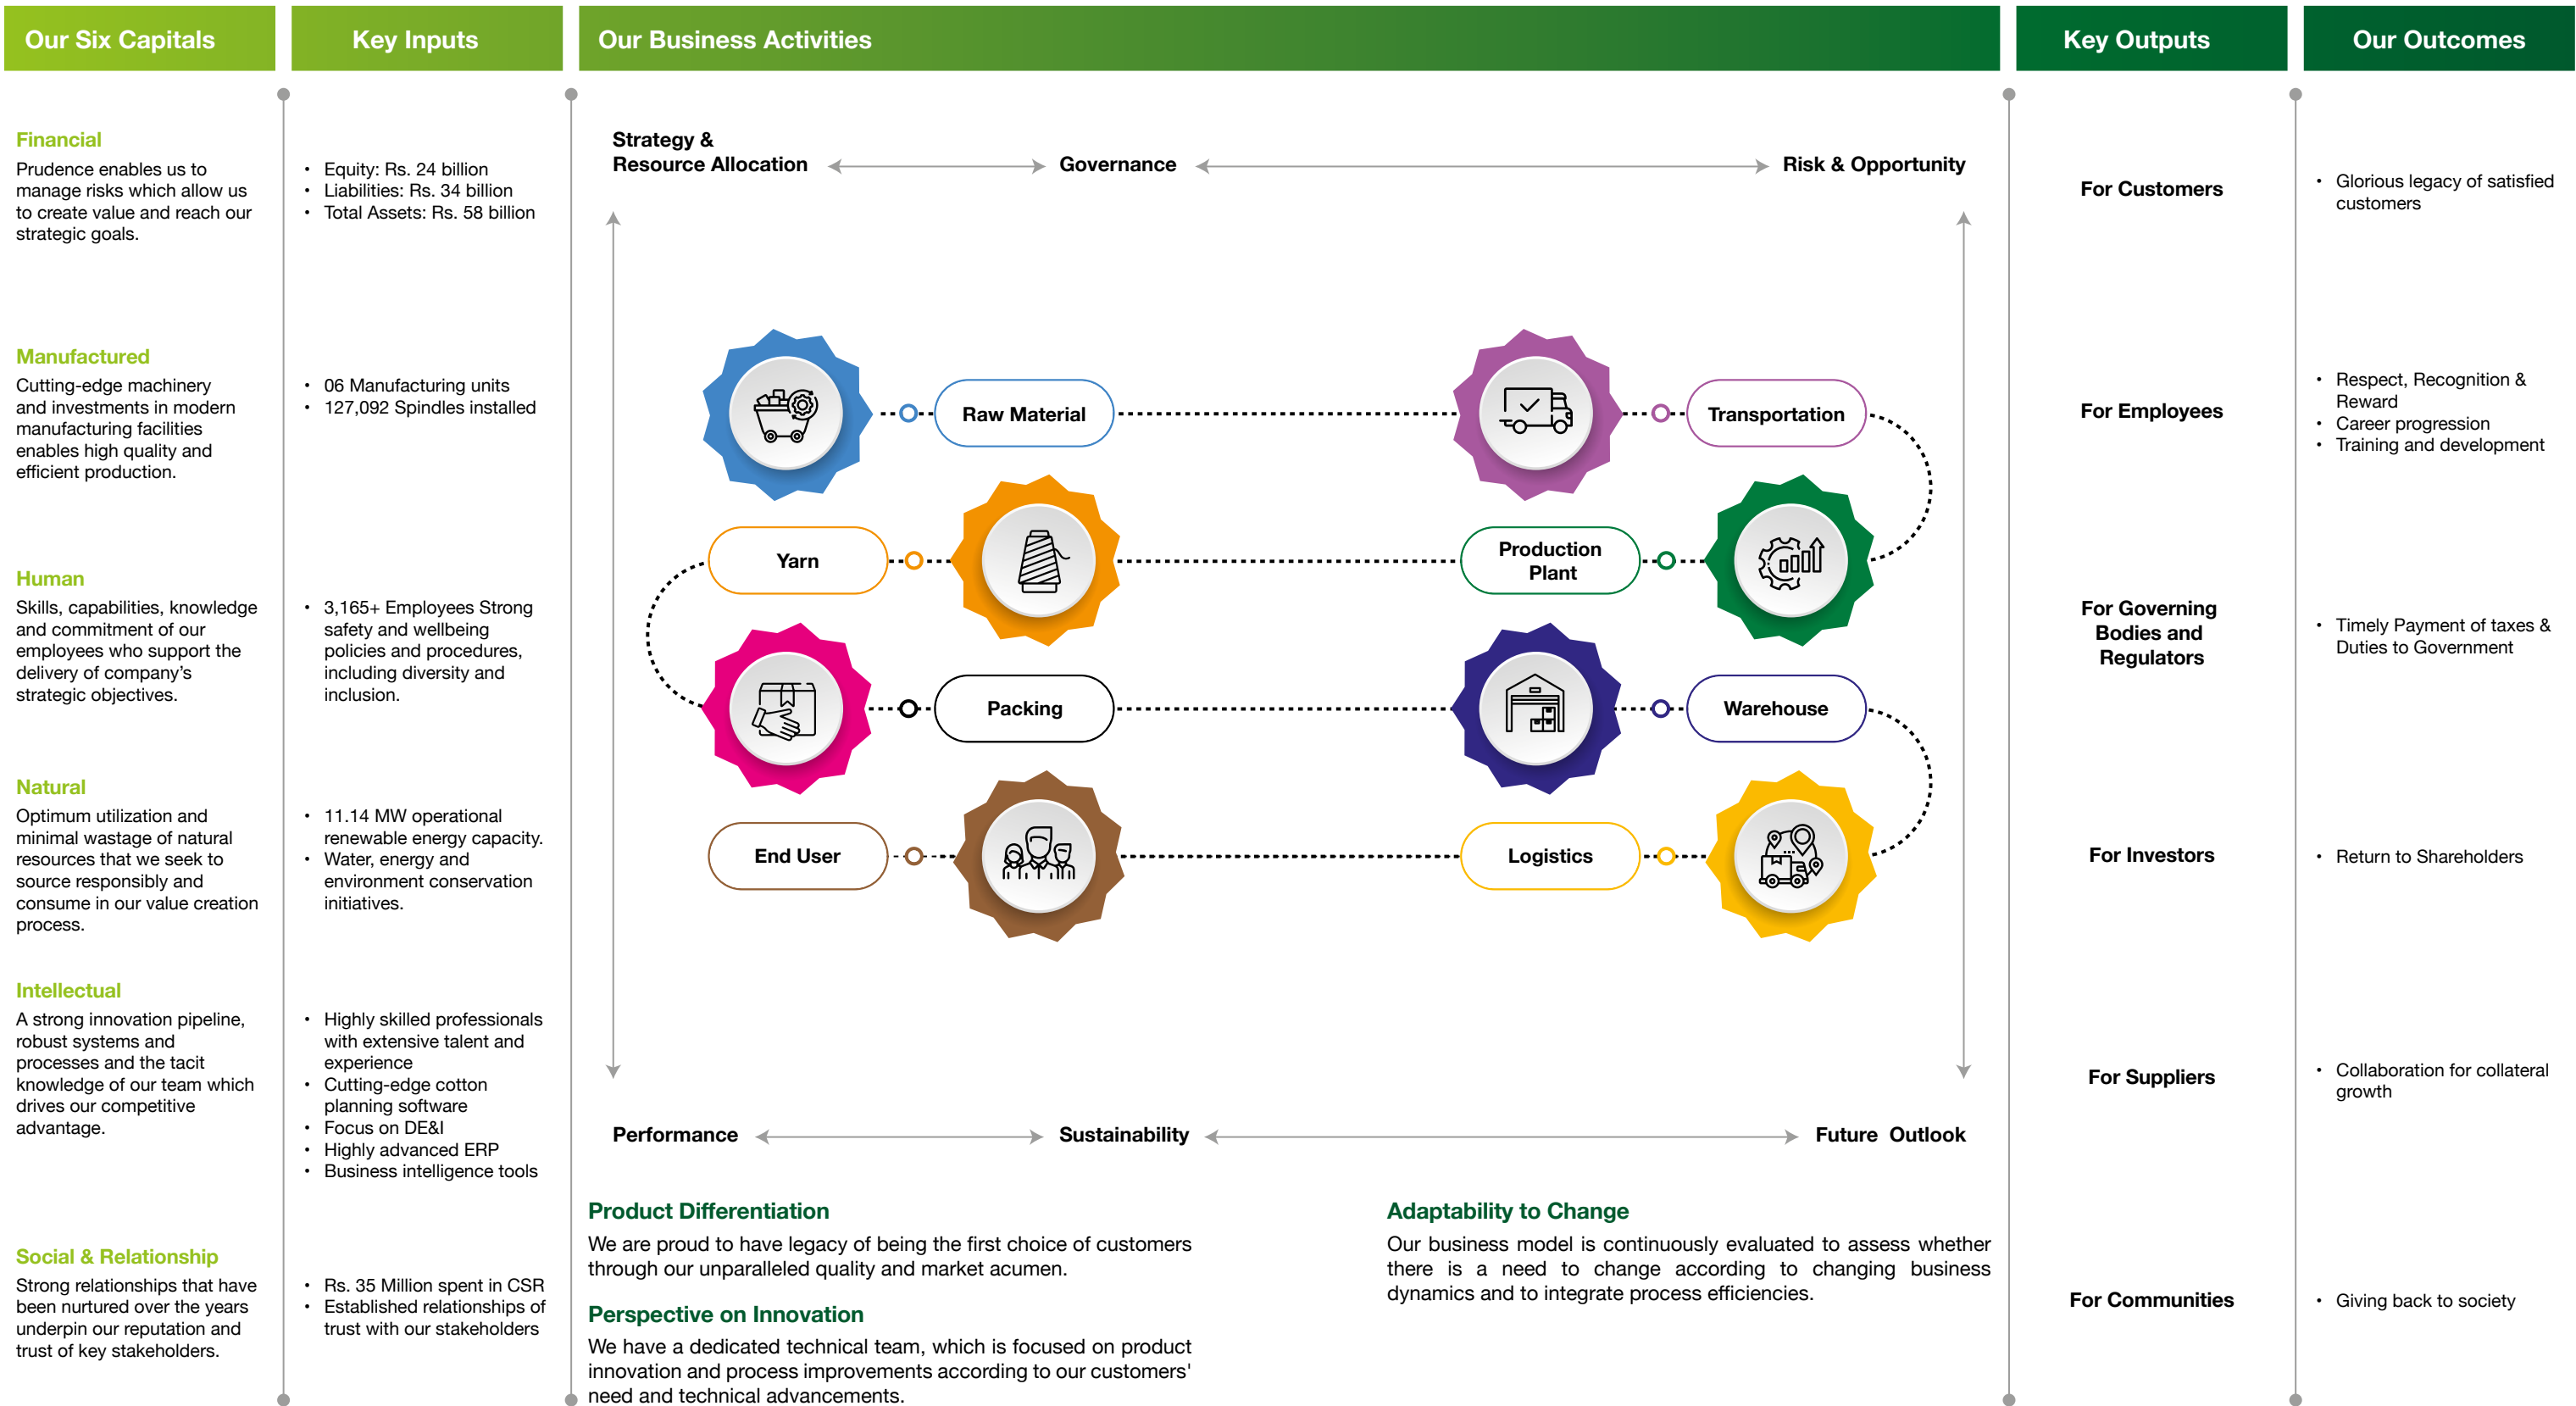 Our Six Capitals
Key Inputs
Our Business Activities
Key Outputs
Our Outcomes
Financial
Prudence enables us to
manage risks which allow us
to create value and reach our
strategic goals.
Manufactured
Cutting-edge machinery
and investments in modern
manufacturing facilities
enables high quality and
efficient production.
Human
Skills, capabilities, knowledge
and commitment of our
employees who support the
delivery of company’s
strategic objectives.
Natural
Optimum utilization and
minimal wastage of natural
resources that we seek to
source responsibly and
consume in our value creation
process.
Intellectual
A strong innovation pipeline,
robust systems and
processes and the tacit
knowledge of our team which
drives our competitive
advantage.
Social & Relationship
Strong relationships that have
been nurtured over the years
underpin our reputation and
trust of key stakeholders.
• Equity: Rs. 24 billion
• Liabilities: Rs. 34 billion
• Total Assets: Rs. 58 billion
• 06 Manufacturing units
• 127,092 Spindles installed
• 3,165+ Employees Strong
safety and wellbeing
policies and procedures,
including diversity and
inclusion.
• 11.14 MW operational
renewable energy capacity.
• Water, energy and
environment conservation
initiatives.
• Highly skilled professionals
with extensive talent and
experience
• Cutting-edge cotton
planning software
• Focus on DE&I
• Highly advanced ERP
• Business intelligence tools
• Rs. 35 Million spent in CSR
• Established relationships of
trust with our stakeholders
Strategy &
Resource Allocation
Governance
Risk & Opportunity
Raw Material
Transportation
Yarn
Production
Plant
Packing
Warehouse
End User
Logistics
Performance
Sustainability
Future Outlook
Product Differentiation
We are proud to have legacy of being the first choice of customers
through our unparalleled quality and market acumen.
Perspective on Innovation
We have a dedicated technical team, which is focused on product
innovation and process improvements according to our customers'
need and technical advancements.
Adaptability to Change
Our business model is continuously evaluated to assess whether
there is a need to change according to changing business
dynamics and to integrate process efficiencies.
For Customers
For Employees
For Governing
Bodies and
Regulators
For Investors
For Suppliers
For Communities
• Glorious legacy of satisfied
customers
• Respect, Recognition &
Reward
• Career progression
• Training and development
• Timely Payment of taxes &
Duties to Government
• Return to Shareholders
• Collaboration for collateral
growth
• Giving back to society